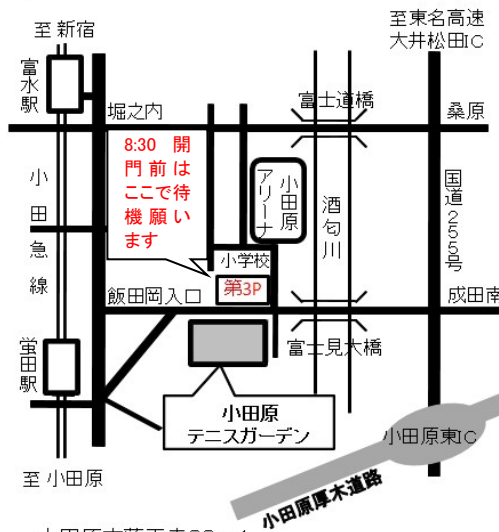 至 新宿
至東名高速
大井松田IC
富水駅
堀之内
富士道橋
桑原
8:30 開
門前は
ここで待
機願い
ます
小田急線
小田原
アリーナ
酒匂川
国道255号
小学校
第3P
飯田岡入口
成田南
富士見大橋
蛍田駅
小田原
テニスガーデン
小田原東IC
至 小田原
小田原厚木道路